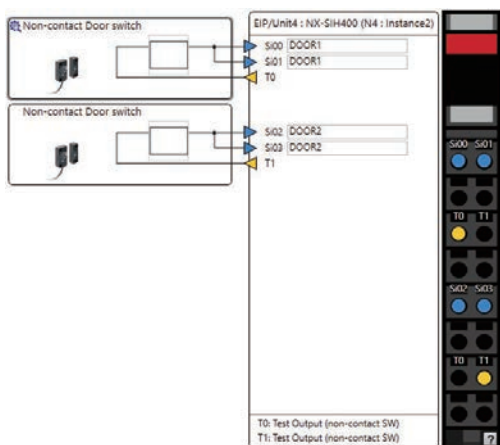 Non-contact Door switch
EIP/Unit4 : NX-SIH400 (N4 : Instance2)
Si00 DOOR1
Si01 DOOR1
T0
Non-contact Door switch
Si02 DOOR2
Si03 DOOR2
T1
Si00 Si01
T0 T1
Si02 Si03
T0 T1
T0: Test Output (non-contact SW)
T1: Test Output (non-contact SW)
?